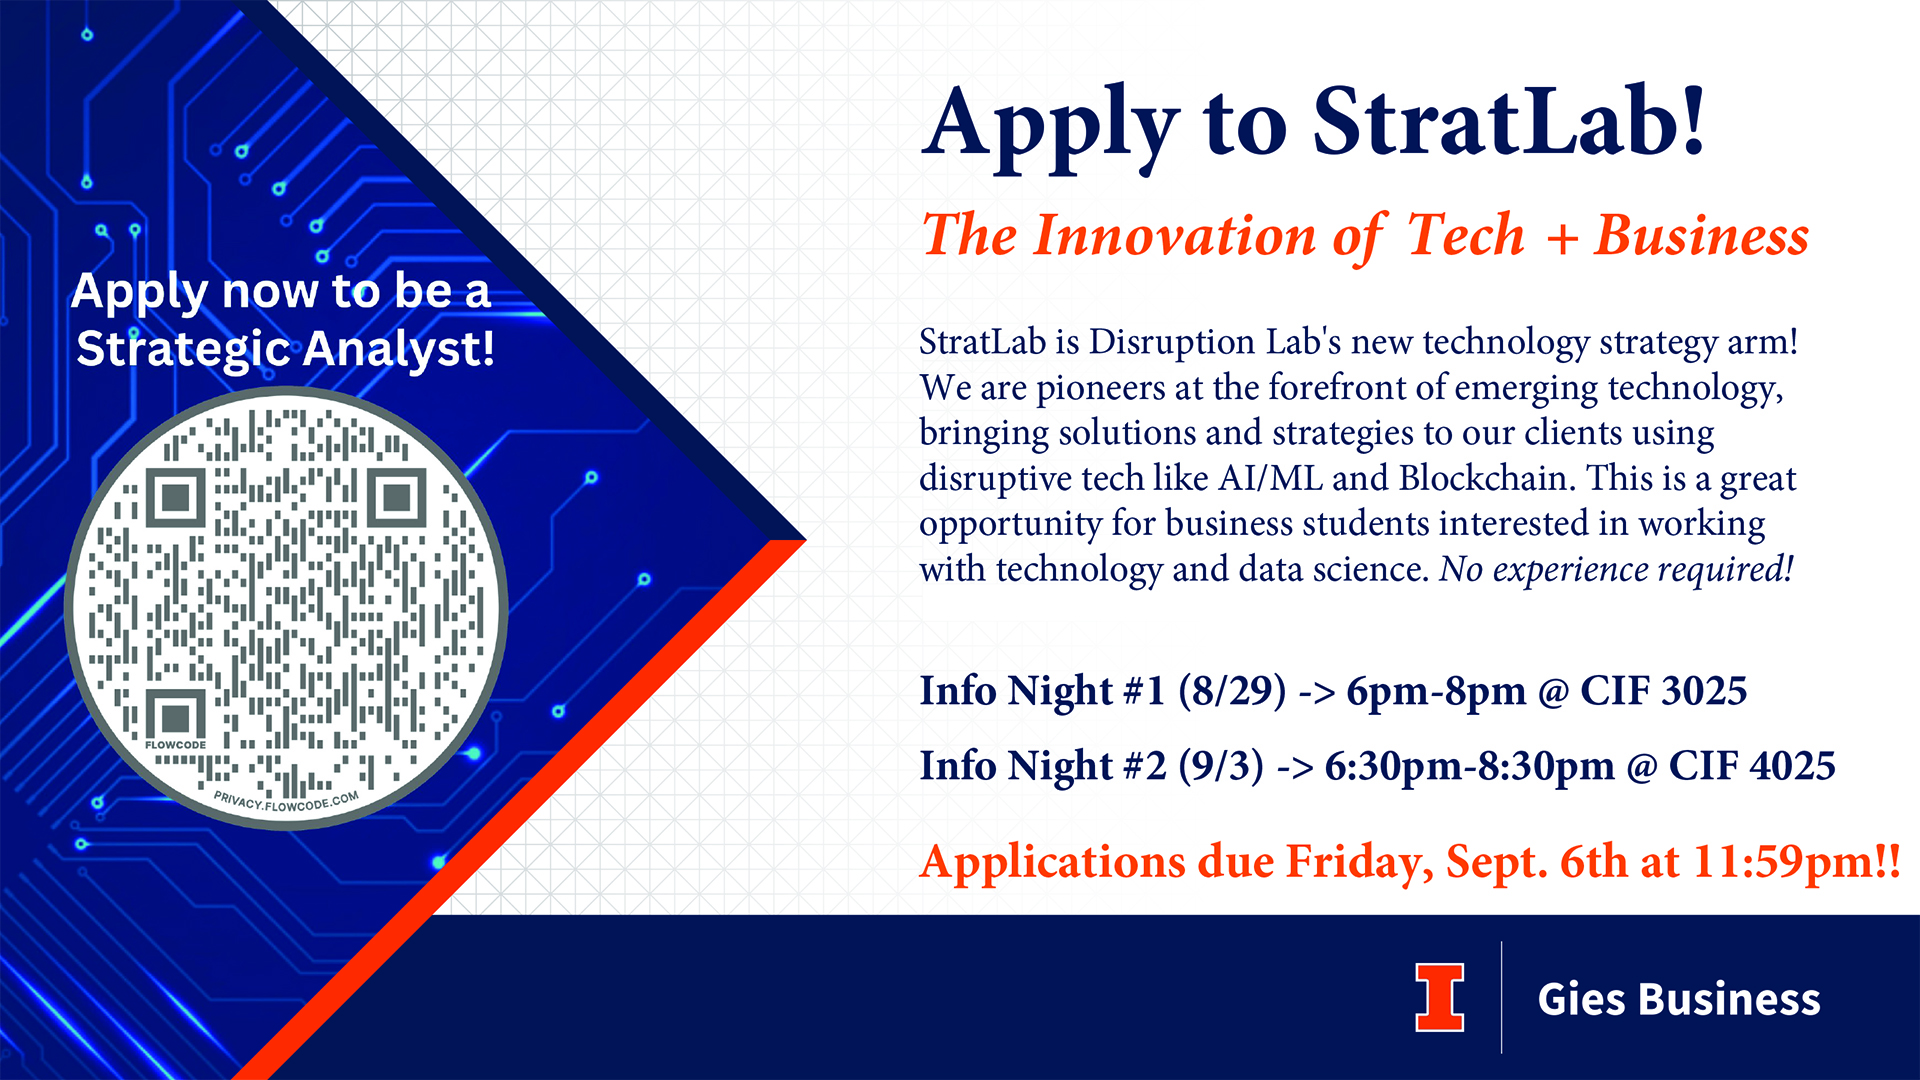 Apply now to be a
Strategic Analyst!
FLOWCODE
PRIVACY.FLOWCODE.COM
Apply to StratLab!
The Innovation of Tech + Business
StratLab is Disruption Lab's new technology strategy arm!
We are pioneers at the forefront of emerging technology,
bringing solutions and strategies to our clients using
disruptive tech like AI/ML and Blockchain. This is a great
opportunity for business students interested in working
with technology and data science. No experience required!
Info Night #1 (8/29) -> 6pm-8pm @ CIF 3025
Info Night #2 (9/3) -> 6:30pm-8:30pm @ CIF 4025
Applications due Friday, Sept. 6th at 11:59pm!!
I
Gies Business